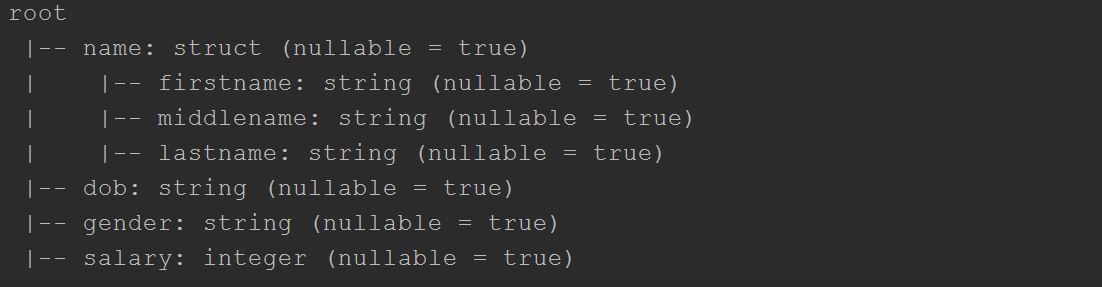 root
 |-- name: struct (nullable = true)
 |    |-- firstname: string (nullable = true)
 |    |-- middlename: string (nullable = true)
 |    |-- lastname: string (nullable = true)
 |-- dob: string (nullable = true)
 |-- gender: string (nullable = true)
 |-- salary: integer (nullable = true)